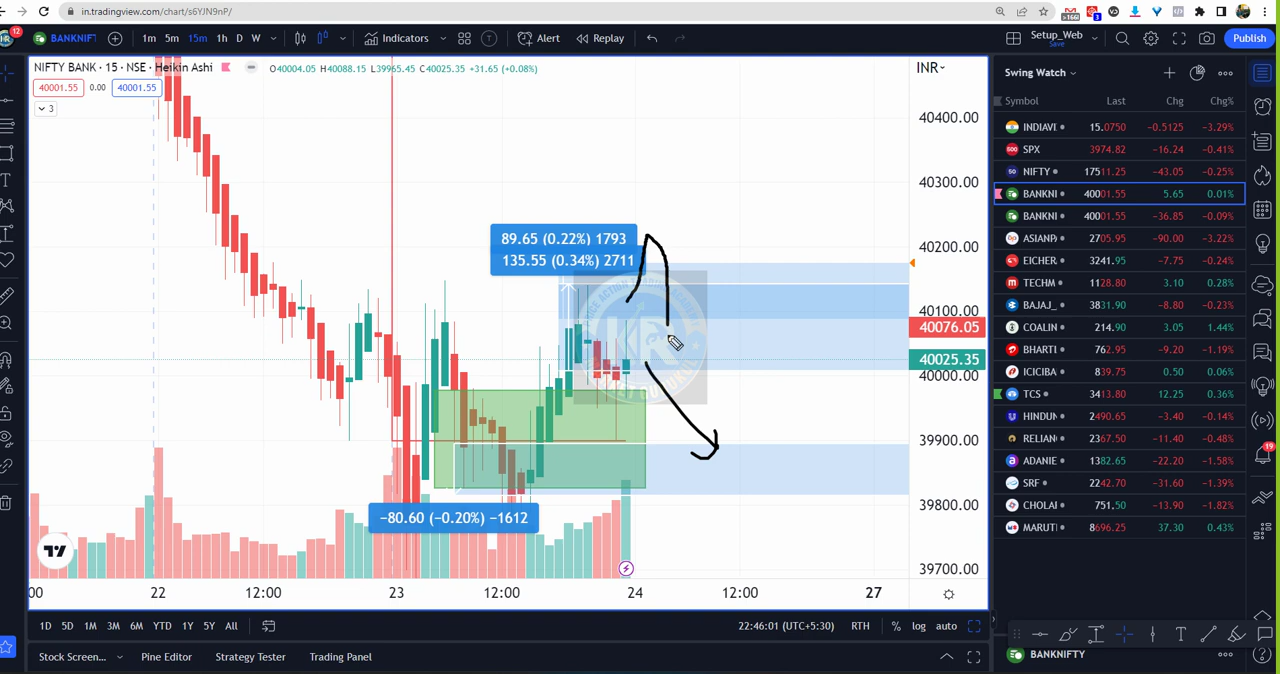 in.tradingview.com/chart/s6YJN9nP/
>166
3
12
BANKNIFT
1m 5m 15m 1h D W
Indicators
Alert
Replay
Setup_Web
Save
Publish
NIFTY BANK · 15 · NSE · Heikin Ashi
O40004.05 H40088.15 L39965.45 C40025.35 +31.65 (+0.08%)
INR
40001.55 0.00 40001.55
3
89.65 (0.22%) 1793
135.55 (0.34%) 2711
−80.60 (−0.20%) −1612
40400.00
40300.00
40200.00
40100.00
40076.05
40025.35
40000.00
39900.00
39800.00
39700.00
:00 22 12:00 23 12:00 24 12:00 27
1D 5D 1M 3M 6M YTD 1Y 5Y All
22:46:01 (UTC+5:30) RTH % log auto
Stock Screen... Pine Editor Strategy Tester Trading Panel
Swing Watch
Symbol Last Chg Chg%
INDIAVI 15.0750 −0.5125 −3.29%
SPX 3974.82 −16.24 −0.41%
NIFTY 17511.25 −43.05 −0.25%
BANKNI 40001.55 5.65 0.01%
BANKNI 40001.55 −36.85 −0.09%
ASIANPA 2705.95 −90.00 −3.22%
EICHER 3241.95 −7.75 −0.24%
TECHM 1128.80 3.10 0.28%
BAJAJ_ 3831.90 −8.80 −0.23%
COALIN 214.90 3.05 1.44%
BHARTI 762.95 −9.20 −1.19%
ICICIBA 839.75 0.50 0.06%
TCS 3413.80 12.25 0.36%
HINDUN 2490.65 −3.40 −0.14%
RELIAN 2367.50 −11.40 −0.48%
ADANIE 1382.65 −22.20 −1.58%
SRF 2242.70 −31.60 −1.39%
CHOLAI 751.50 −13.90 −1.82%
MARUTI 8696.25 37.30 0.43%
19
BANKNIFTY